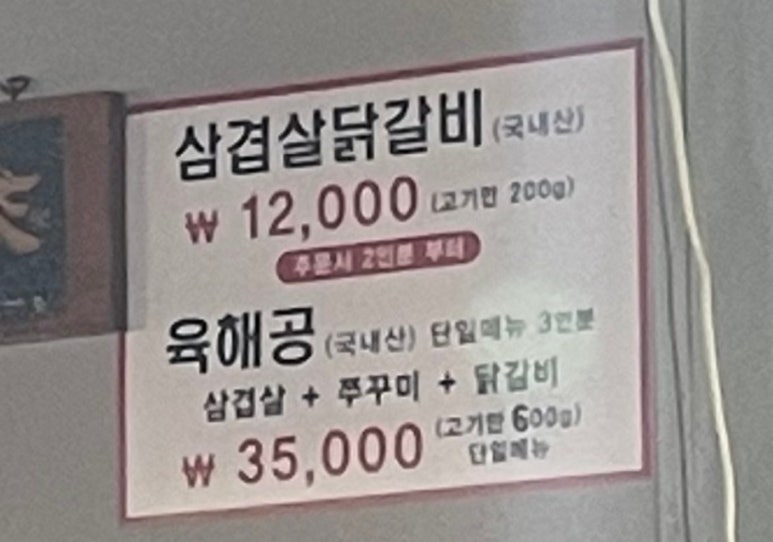 삼겹살닭갈비 (국내산)
₩ 12,000 (고기만 200g)
주문시 2인분 부터
육해공 (국내산) 단일메뉴 3인분
삼겹살 + 쭈꾸미 + 닭갈비
₩ 35,000 (고기만 600g)
단일메뉴